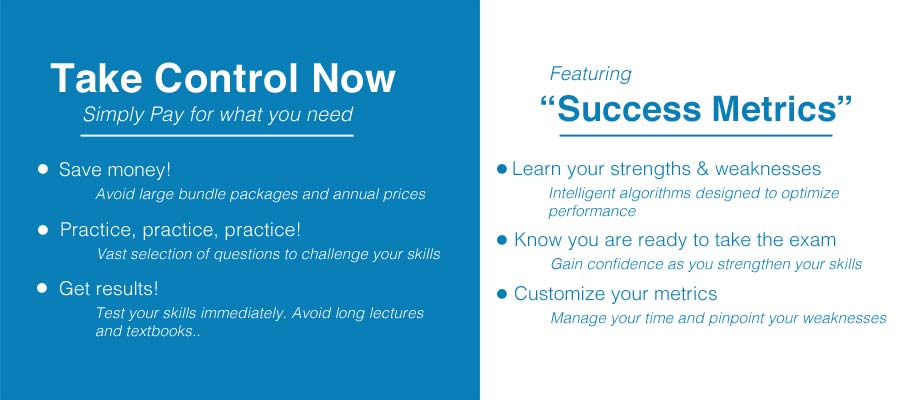 Take Control Now
Simply Pay for what you need
Save money!
Avoid large bundle packages and annual prices
Practice, practice, practice!
Vast selection of questions to challenge your skills
Get results!
Test your skills immediately. Avoid long lectures
and textbooks..
Featuring
“Success Metrics”
Learn your strengths & weaknesses
Intelligent algorithms designed to optimize
performance
Know you are ready to take the exam
Gain confidence as you strengthen your skills
Customize your metrics
Manage your time and pinpoint your weaknesses